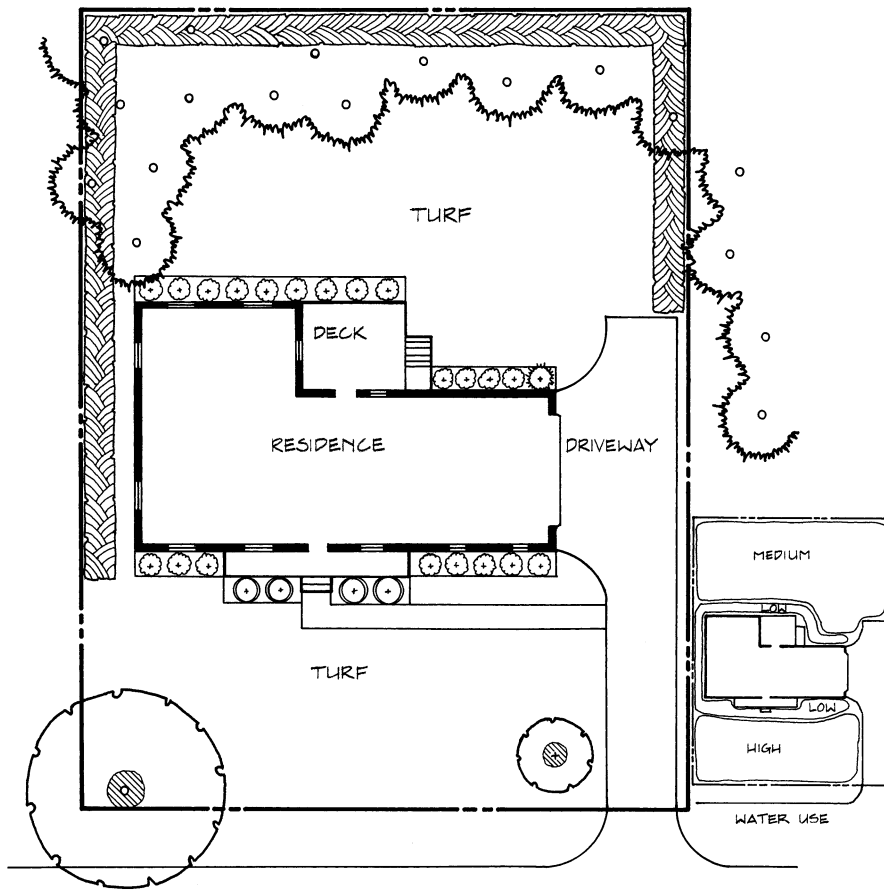 TURF
DECK
RESIDENCE
DRIVEWAY
MEDIUM
LOW
LOW
TURF
HIGH
WATER USE